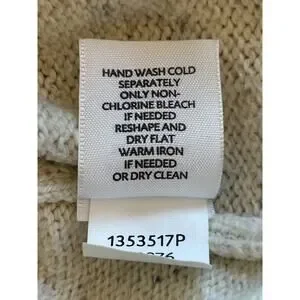 HAND WASH COLD
SEPARATELY
ONLY NON-
CHLORINE BLEACH
IF NEEDED
RESHAPE AND
DRY FLAT
WARM IRON
IF NEEDED
OR DRY CLEAN
1353517P